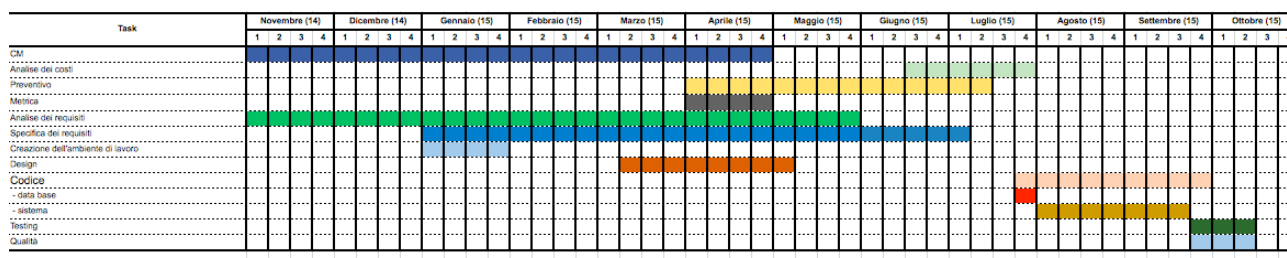 Task Novembre (14) Dicembre (14) Gennaio (15) Febbraio (15) Marzo (15) Aprile (15) Maggio (15) Giugno (15) Luglio (15) Agosto (15) Settembre (15) Ottobre (15)
1 2 3 4 1 2 3 4 1 2 3 4 1 2 3 4 1 2 3 4 1 2 3 4 1 2 3 4 1 2 3 4 1 2 3 4 1 2 3 4 1 2 3 4 1 2 3
CM
Analise dei costi
Preventivo
Metrica
Analise dei requisiti
Specifica dei requisiti
Creazione dell'ambiente di lavoro
Design
Codice
- data base
- sistema
Testing
Qualità